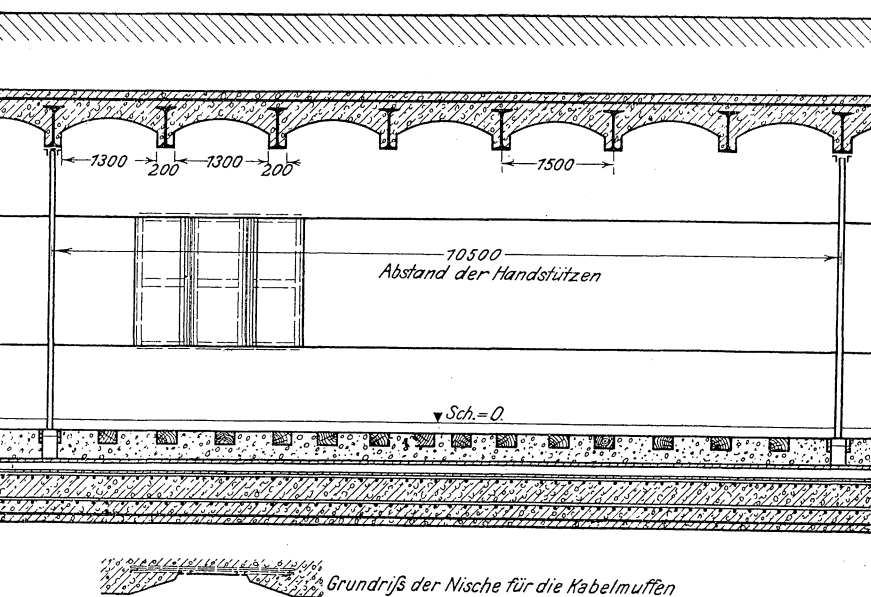 1300 200 1300 200 1500
10500
Abstand der Handstützen
Sch.=0.
Grundriß der Nische für die Kabelmuffen